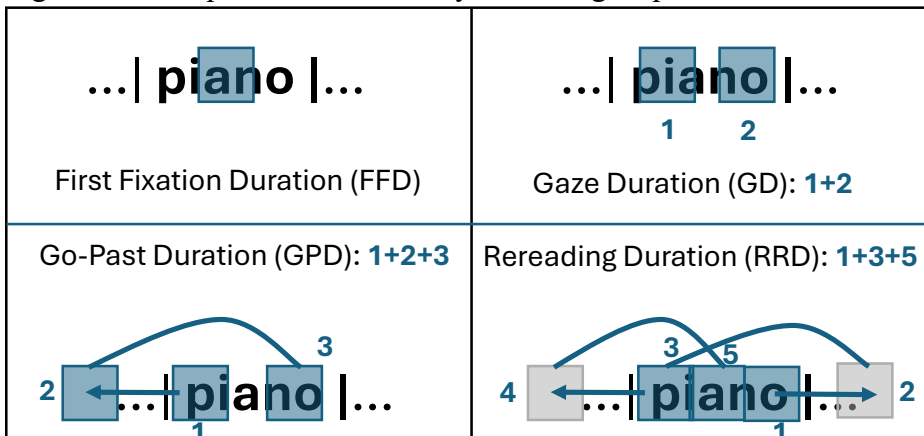 ...| piano |...
First Fixation Duration (FFD)
...| piano |...
1 2
Gaze Duration (GD): 1+2
Go-Past Duration (GPD): 1+2+3
3
2
...| piano |...
1
Rereading Duration (RRD): 1+3+5
3 5
4 2
...| piano |...
1